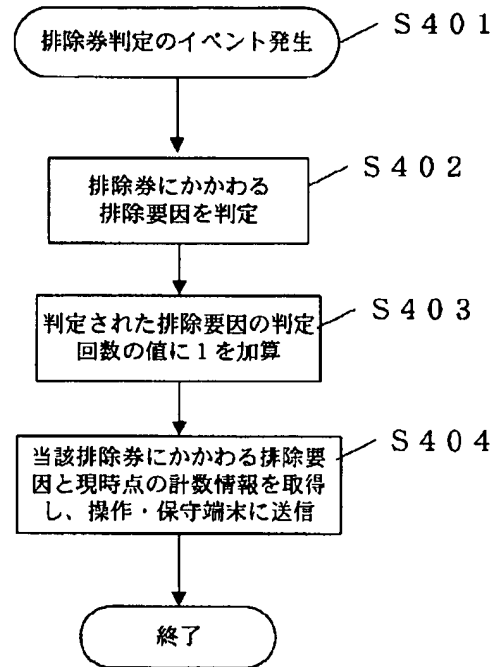 排除券判定のイベント発生
S401
排除券にかかわる
排除要因を判定
S402
判定された排除要因の判定
回数の値に1を加算
S403
当該排除券にかかわる排除要
因と現時点の計数情報を取得
し、操作・保守端末に送信
S404
終了